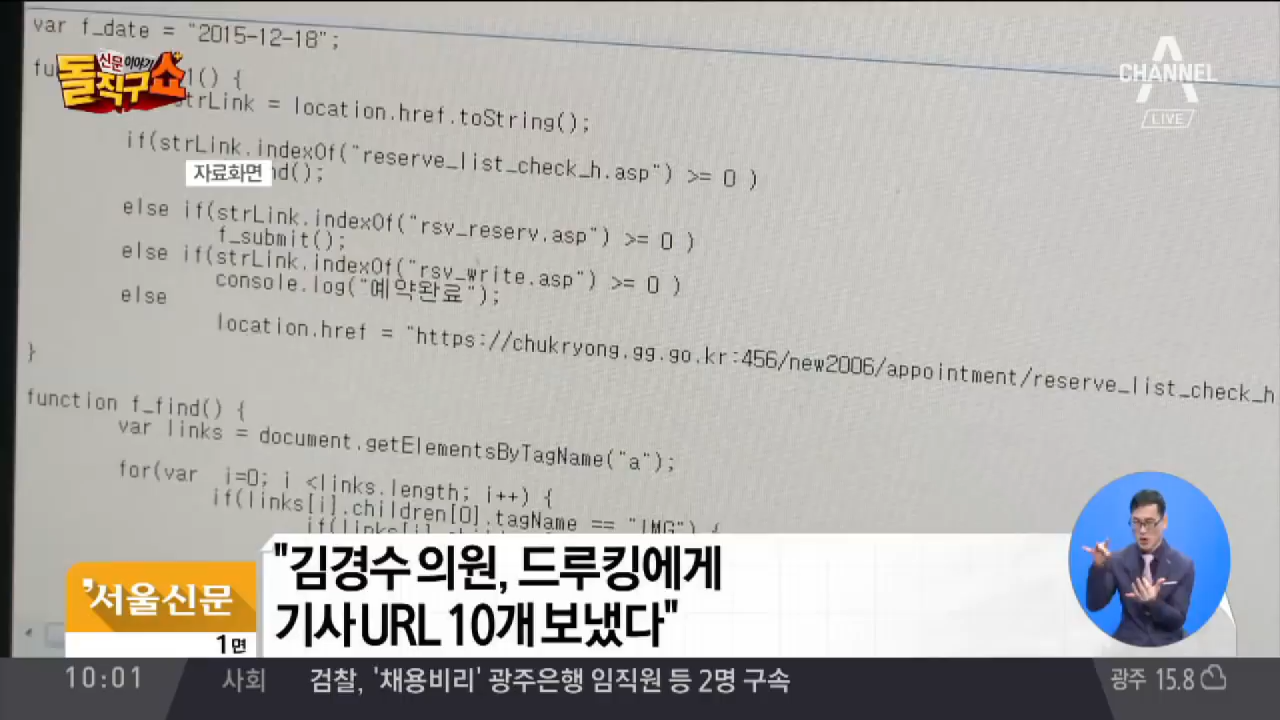 var f_date = "2015-12-18";
신문이야기
돌직구쇼
1() {
strLink = location.href.toString();
if(strLink.indexOf("reserve_list_check_h.asp") >= 0 )
nd();
자료화면
else if(strLink.indexOf("rsv_reserv.asp") >= 0 )
f_submit();
else if(strLink.indexOf("rsv_write.asp") >= 0 )
console.log("예약완료");
else
location.href = "https://chukryong.gg.go.kr:456/new2006/appointment/reserve_list_check_h
}
function f_find() {
var links = document.getElementsByTagName("a");
for(var i=0; i <links.length; i++) {
if(links[i].children[0].tagName == "IMG") {
CHANNEL A
LIVE
"김경수 의원, 드루킹에게
기사 URL 10개 보냈다"
서울신문
1면
10:01 사회 검찰, '채용비리' 광주은행 임직원 등 2명 구속 광주 15.8